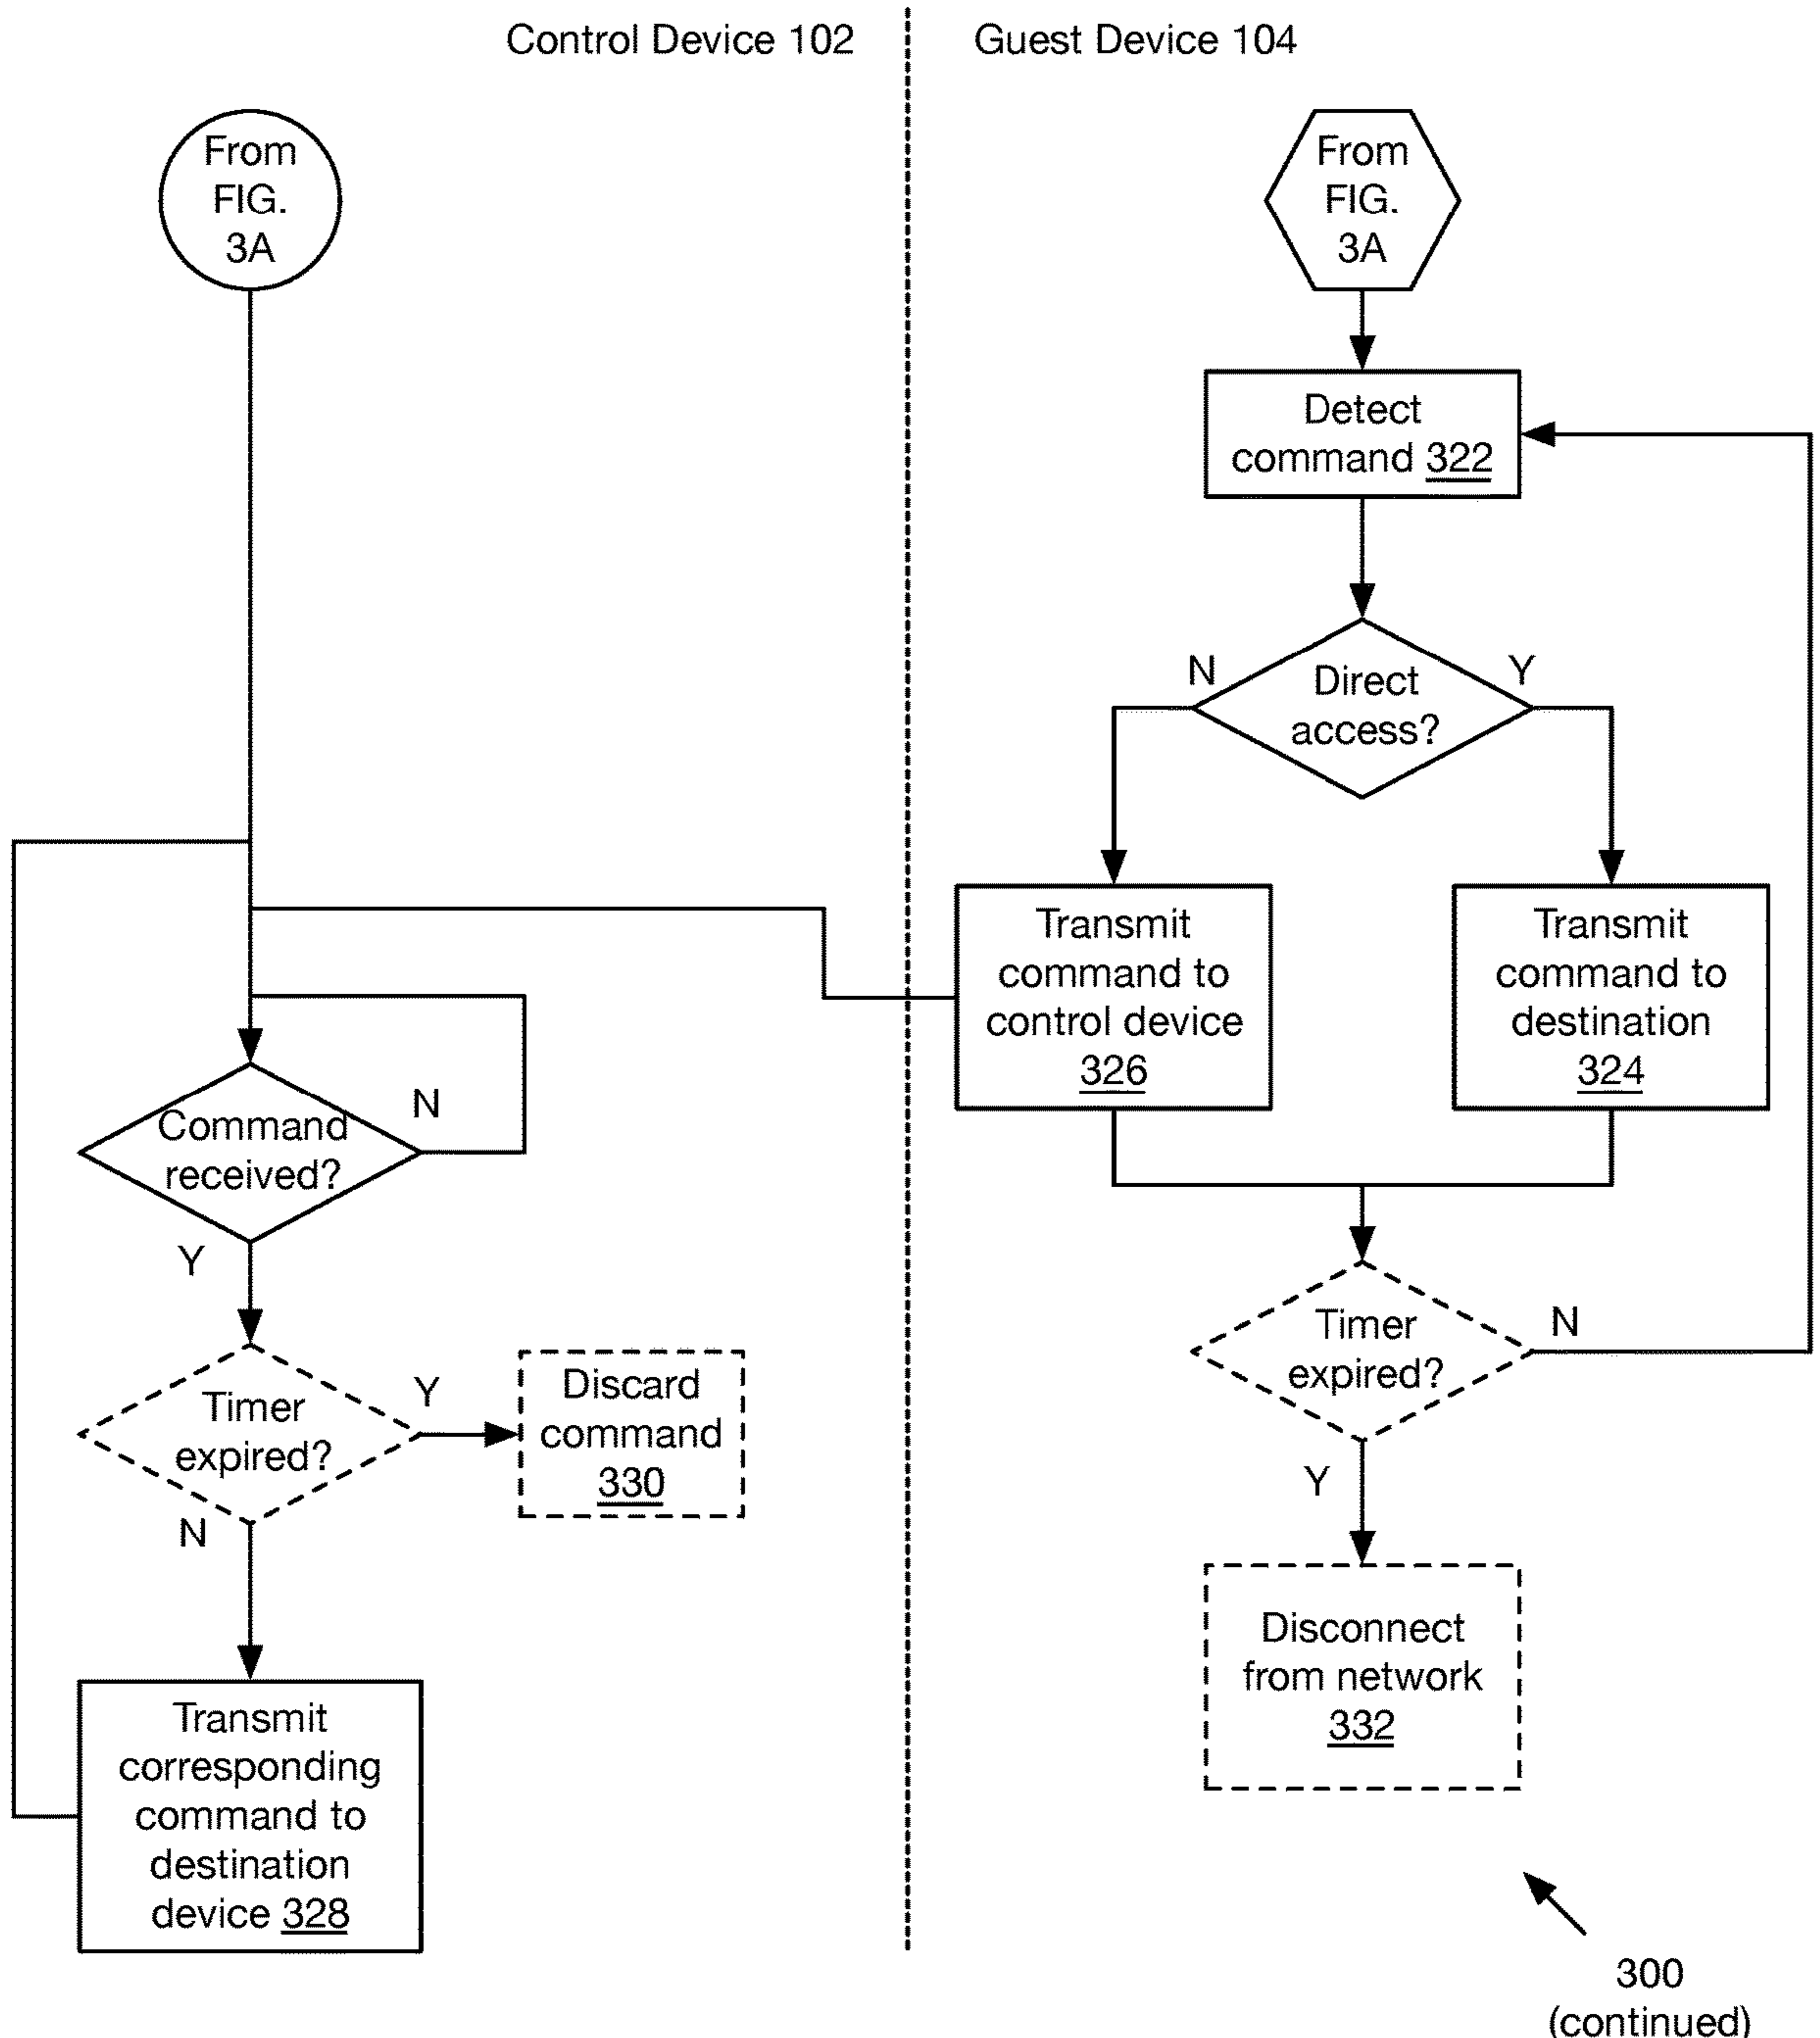 Control Device 102
Guest Device 104
From
FIG.
3A
From
FIG.
3A
Detect
command 322
N
Y
Direct
access?
Transmit
command to
control device
326
Transmit
command to
destination
324
Command
received?
N
Y
Timer
expired?
Y
N
Discard
command
330
Timer
expired?
N
Y
Transmit
corresponding
command to
destination
device 328
Disconnect
from network
332
300
(continued)